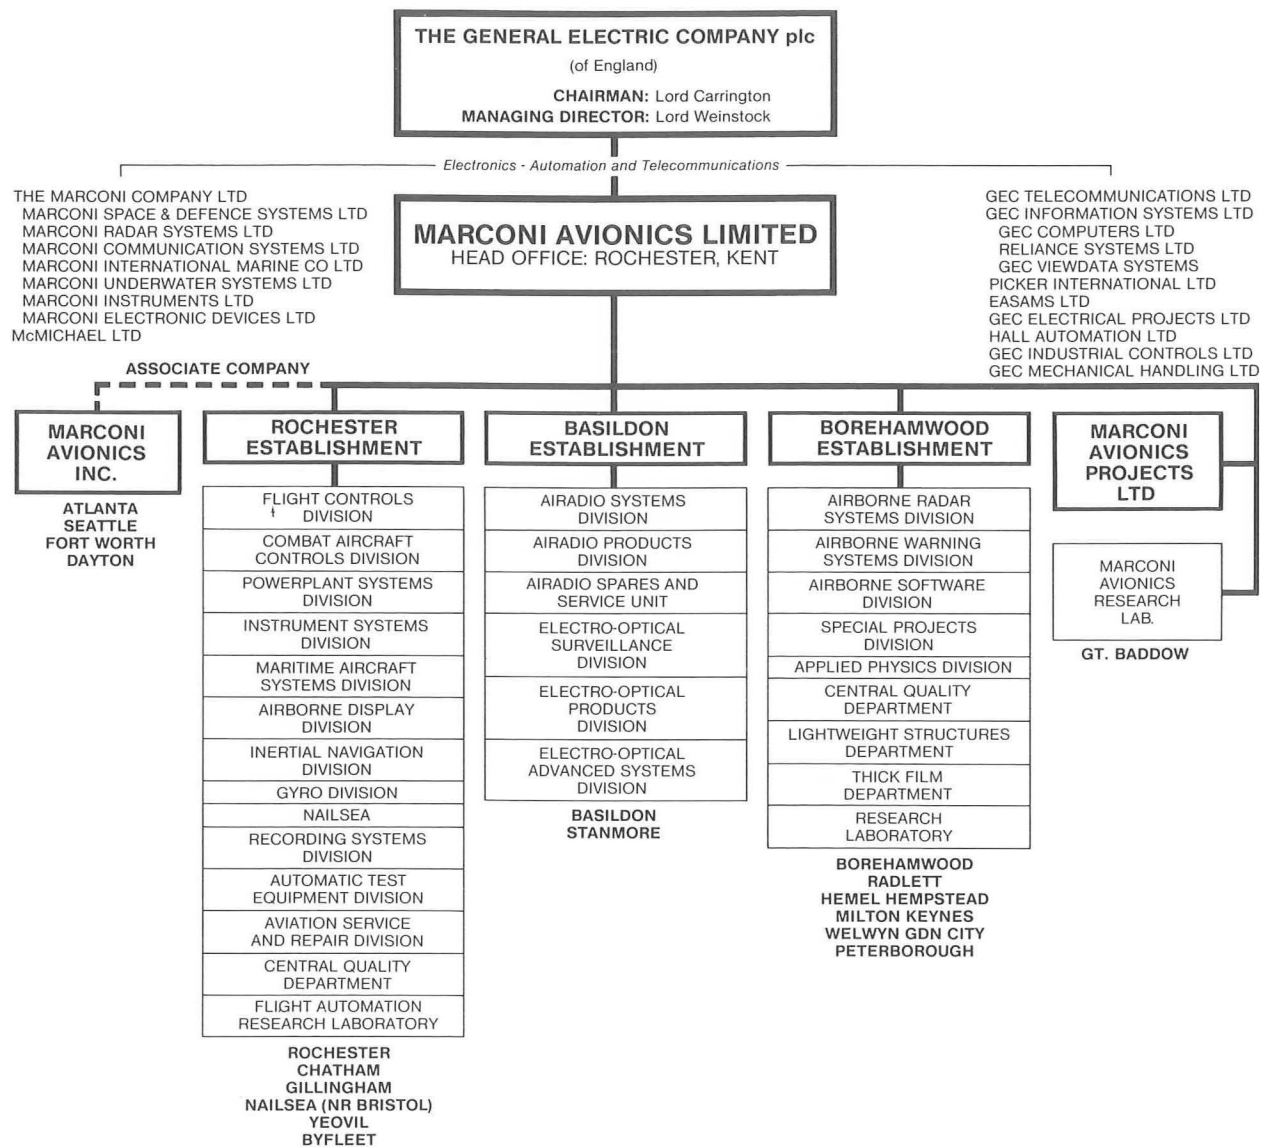 THE GENERAL ELECTRIC COMPANY plc
(of England)
CHAIRMAN: Lord Carrington
MANAGING DIRECTOR: Lord Weinstock
Electronics - Automation and Telecommunications
THE MARCONI COMPANY LTD
MARCONI SPACE & DEFENCE SYSTEMS LTD
MARCONI RADAR SYSTEMS LTD
MARCONI COMMUNICATION SYSTEMS LTD
MARCONI INTERNATIONAL MARINE CO LTD
MARCONI UNDERWATER SYSTEMS LTD
MARCONI INSTRUMENTS LTD
MARCONI ELECTRONIC DEVICES LTD
McMICHAEL LTD
MARCONI AVIONICS LIMITED
HEAD OFFICE: ROCHESTER, KENT
GEC TELECOMMUNICATIONS LTD
GEC INFORMATION SYSTEMS LTD
GEC COMPUTERS LTD
RELIANCE SYSTEMS LTD
GEC VIEWDATA SYSTEMS
PICKER INTERNATIONAL LTD
EASAMS LTD
GEC ELECTRICAL PROJECTS LTD
HALL AUTOMATION LTD
GEC INDUSTRIAL CONTROLS LTD
GEC MECHANICAL HANDLING LTD
ASSOCIATE COMPANY
MARCONI
AVIONICS
INC.
ATLANTA
SEATTLE
FORT WORTH
DAYTON
ROCHESTER
ESTABLISHMENT
FLIGHT CONTROLS
DIVISION
COMBAT AIRCRAFT
CONTROLS DIVISION
POWERPLANT SYSTEMS
DIVISION
INSTRUMENT SYSTEMS
DIVISION
MARITIME AIRCRAFT
SYSTEMS DIVISION
AIRBORNE DISPLAY
DIVISION
INERTIAL NAVIGATION
DIVISION
GYRO DIVISION
NAILSEA
RECORDING SYSTEMS
DIVISION
AUTOMATIC TEST
EQUIPMENT DIVISION
AVIATION SERVICE
AND REPAIR DIVISION
CENTRAL QUALITY
DEPARTMENT
FLIGHT AUTOMATION
RESEARCH LABORATORY
ROCHESTER
CHATHAM
GILLINGHAM
NAILSEA (NR BRISTOL)
YEOVIL
BYFLEET
BASILDON
ESTABLISHMENT
AIRADIO SYSTEMS
DIVISION
AIRADIO PRODUCTS
DIVISION
AIRADIO SPARES AND
SERVICE UNIT
ELECTRO-OPTICAL
SURVEILLANCE
DIVISION
ELECTRO-OPTICAL
PRODUCTS
DIVISION
ELECTRO-OPTICAL
ADVANCED SYSTEMS
DIVISION
BASILDON
STANMORE
BOREHAMWOOD
ESTABLISHMENT
AIRBORNE RADAR
SYSTEMS DIVISION
AIRBORNE WARNING
SYSTEMS DIVISION
AIRBORNE SOFTWARE
DIVISION
SPECIAL PROJECTS
DIVISION
APPLIED PHYSICS DIVISION
CENTRAL QUALITY
DEPARTMENT
LIGHTWEIGHT STRUCTURES
DEPARTMENT
THICK FILM
DEPARTMENT
RESEARCH
LABORATORY
BOREHAMWOOD
RADLETT
HEMEL HEMPSTEAD
MILTON KEYNES
WELWYN GDN CITY
PETERBOROUGH
MARCONI
AVIONICS
PROJECTS
LTD
MARCONI
AVIONICS
RESEARCH
LAB.
GT. BADDOW